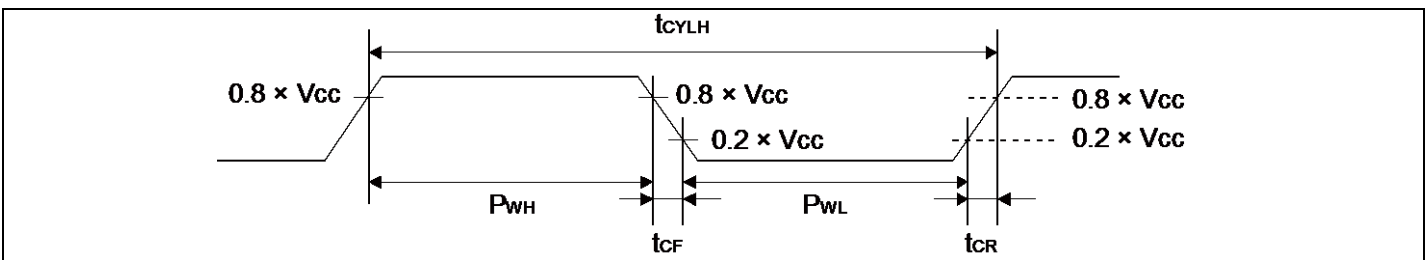 tCYLH
0.8 × Vcc
0.8 × Vcc
0.8 × Vcc
0.2 × Vcc
0.2 × Vcc
PWH
PWL
tCF
tCR